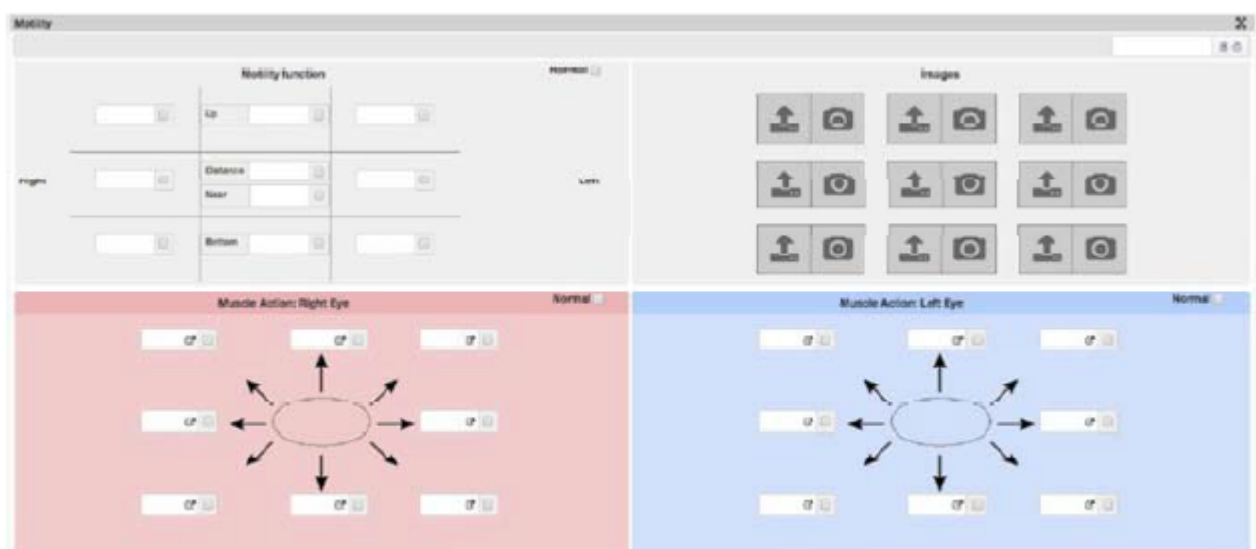 Motility
Motility function
Normal
Images
Up
Distance
Right
Left
Near
Bottom
Muscle Action: Right Eye
Normal
Muscle Action: Left Eye
Normal